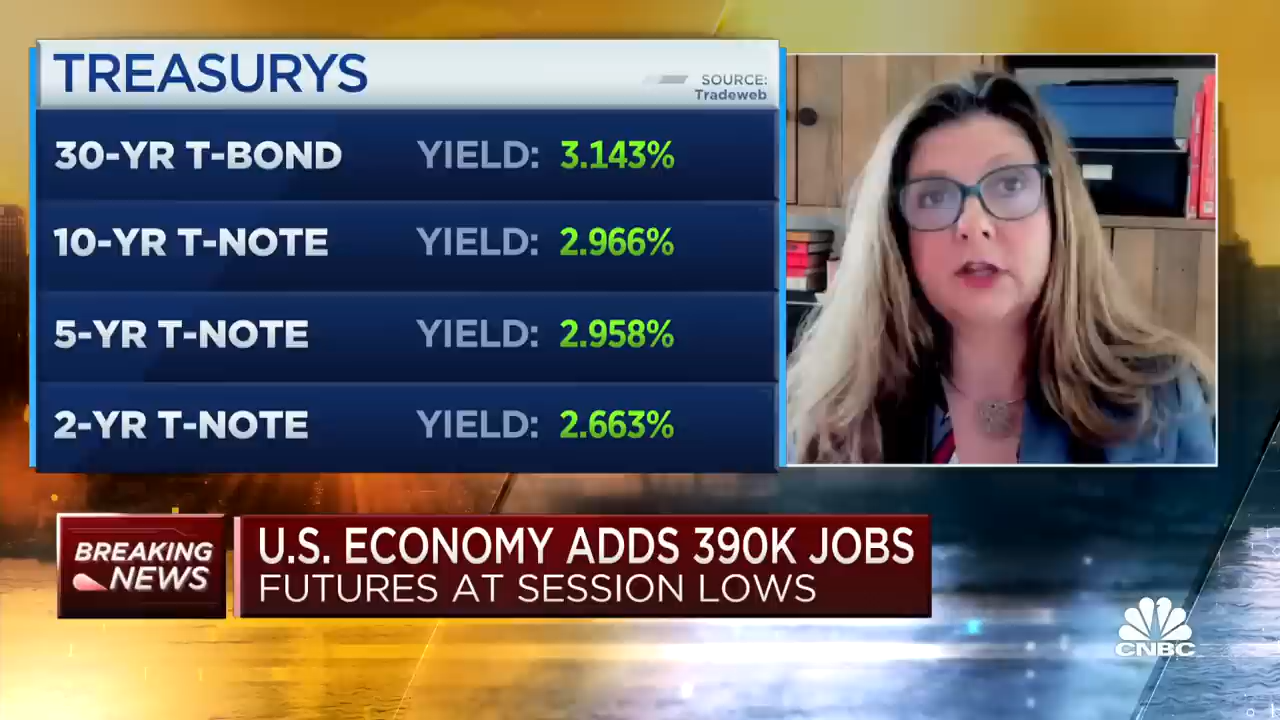 TREASURYS
SOURCE:
Tradeweb
30-YR T-BOND YIELD: 3.143%
10-YR T-NOTE YIELD: 2.966%
5-YR T-NOTE YIELD: 2.958%
2-YR T-NOTE YIELD: 2.663%
BREAKING
NEWS
U.S. ECONOMY ADDS 390K JOBS
FUTURES AT SESSION LOWS
CNBC